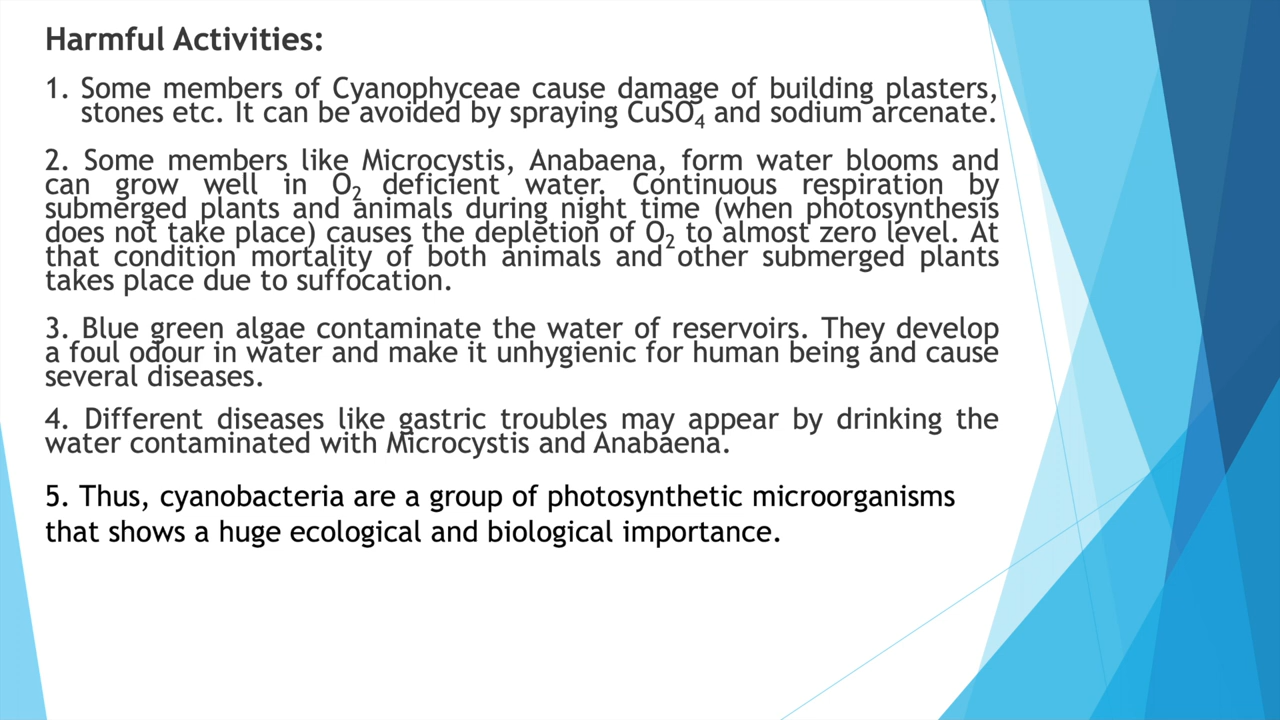 Harmful Activities:
1. Some members of Cyanophyceae cause damage of building plasters,
stones etc. It can be avoided by spraying CuSO₄ and sodium arcenate.
2. Some members like Microcystis, Anabaena, form water blooms and
can grow well in O₂ deficient water. Continuous respiration by
submerged plants and animals during night time (when photosynthesis
does not take place) causes the depletion of O₂ to almost zero level. At
that condition mortality of both animals and other submerged plants
takes place due to suffocation.
3. Blue green algae contaminate the water of reservoirs. They develop
a foul odour in water and make it unhygienic for human being and cause
several diseases.
4. Different diseases like gastric troubles may appear by drinking the
water contaminated with Microcystis and Anabaena.
5. Thus, cyanobacteria are a group of photosynthetic microorganisms
that shows a huge ecological and biological importance.